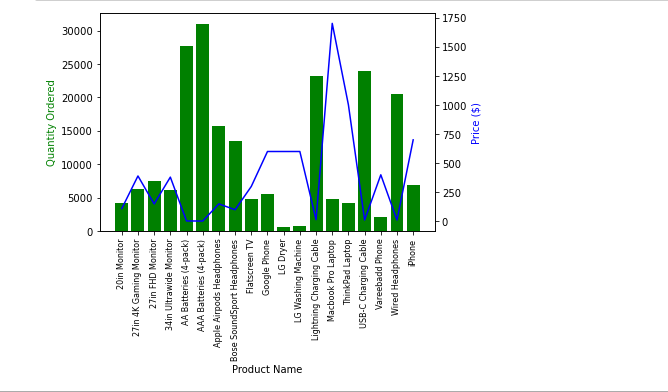 30000
25000
20000
15000
10000
5000
0
Quantity Ordered
1750
1500
1250
1000
750
500
250
0
Price ($)
20in Monitor
27in 4K Gaming Monitor
27in FHD Monitor
34in Ultrawide Monitor
AA Batteries (4-pack)
AAA Batteries (4-pack)
Apple Airpods Headphones
Bose SoundSport Headphones
Flatscreen TV
Google Phone
LG Dryer
LG Washing Machine
Lightning Charging Cable
Macbook Pro Laptop
ThinkPad Laptop
USB-C Charging Cable
Vareebadd Phone
Wired Headphones
iPhone
Product Name